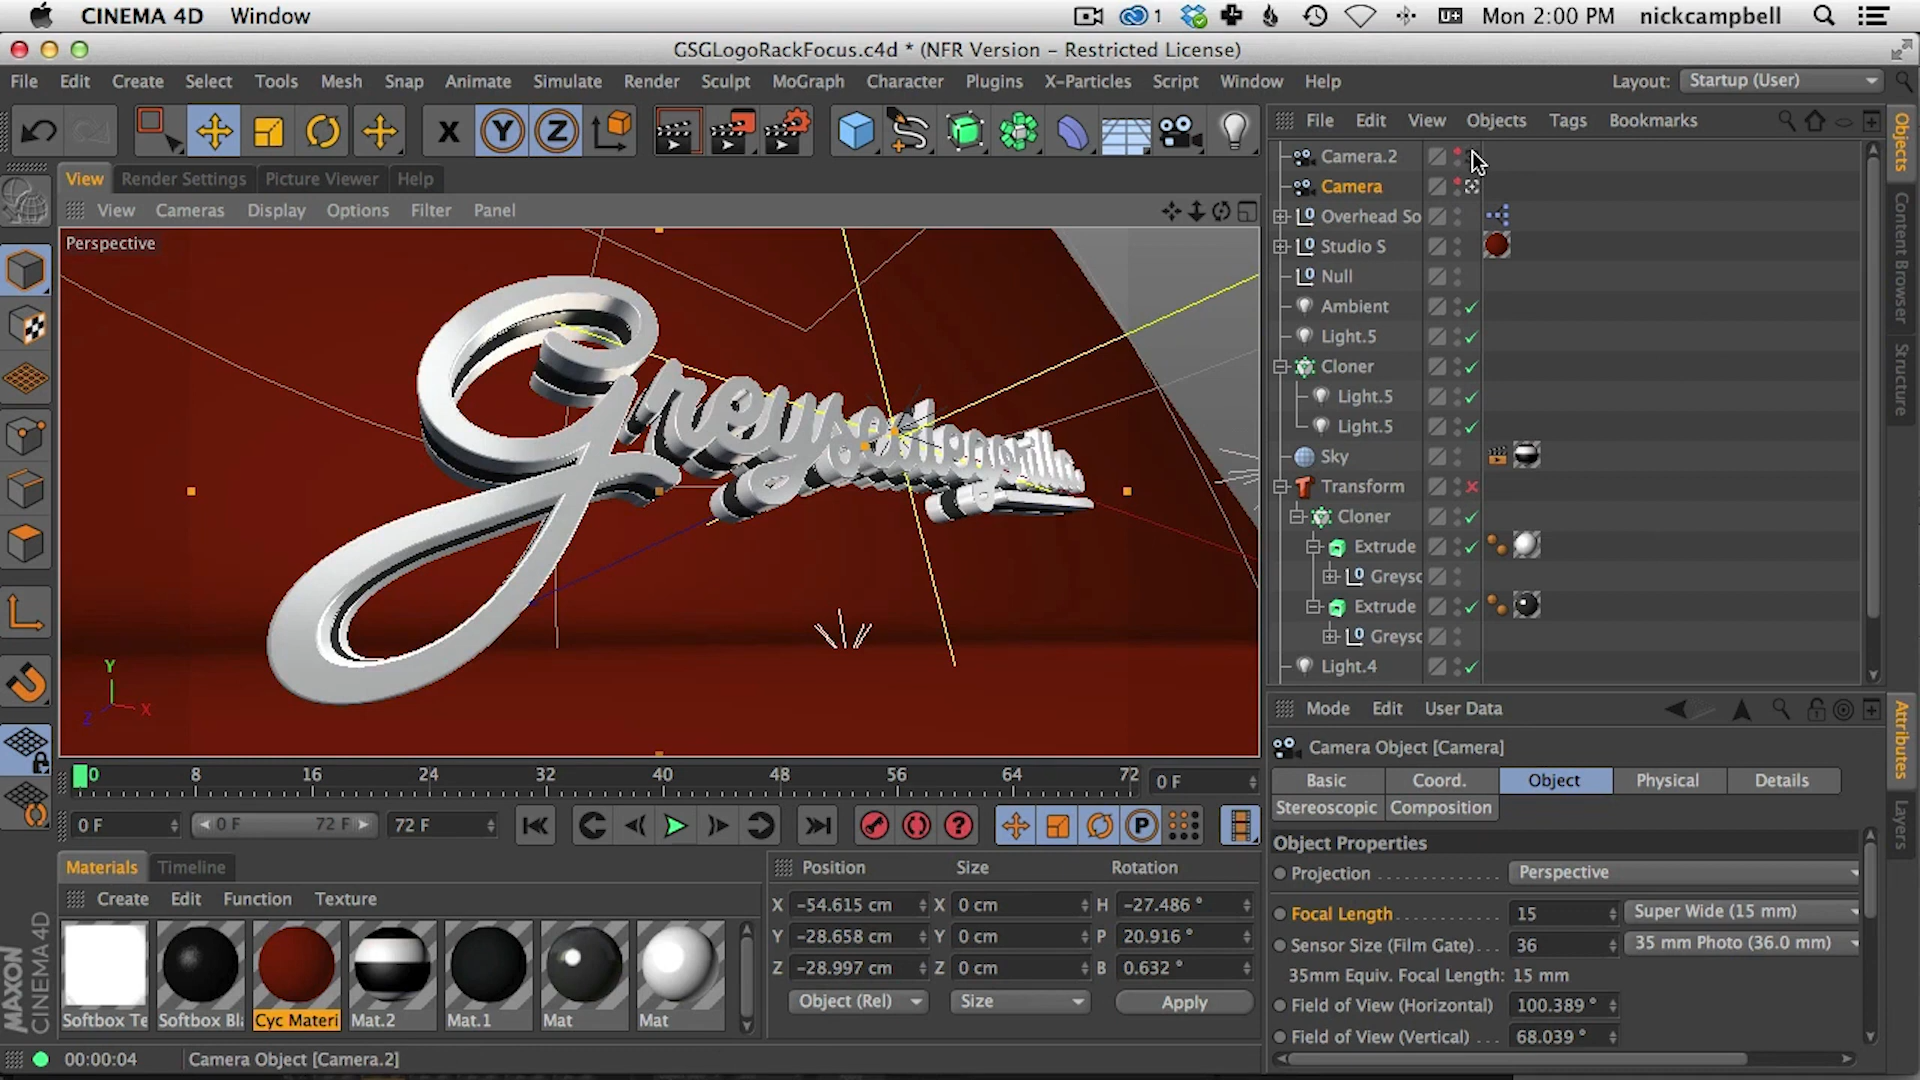 CINEMA 4D Window 1 Mon 2:00 PM nickcampbell
GSGLogoRackFocus.c4d * (NFR Version - Restricted License)
File Edit Create Select Tools Mesh Snap Animate Simulate Render Sculpt MoGraph Character Plugins X-Particles Script Window Help Layout: Startup (User)
X Y Z
File Edit View Objects Tags Bookmarks
Objects
Content Browser
Structure
View Render Settings Picture Viewer Help
View Cameras Display Options Filter Panel
Perspective
Greyscalegorilla
Y
X
Z
Camera.2
Camera
Overhead So
Studio S
Null
Ambient
Light.5
Cloner
Light.5
Light.5
Sky
Transform
Cloner
Extrude
Greysc
Extrude
Greysc
Light.4
0 8 16 24 32 40 48 56 64 72 0 F
0 F 0 F 72 F 72 F P
Materials Timeline
Create Edit Function Texture
Softbox Te Softbox Bl Cyc Materi Mat.2 Mat.1 Mat Mat
Position Size Rotation
X -54.615 cm X 0 cm H -27.486 °
Y -28.658 cm Y 0 cm P 20.916 °
Z -28.997 cm Z 0 cm B 0.632 °
Object (Rel) Size Apply
Mode Edit User Data
Attributes
Layers
Camera Object [Camera]
Basic Coord. Object Physical Details
Stereoscopic Composition
Object Properties
Projection Perspective
Focal Length 15 Super Wide (15 mm)
Sensor Size (Film Gate) 36 35 mm Photo (36.0 mm)
35mm Equiv. Focal Length: 15 mm
Field of View (Horizontal) 100.389 °
Field of View (Vertical) 68.039 °
MAXON
CINEMA 4D
00:00:04 Camera Object [Camera.2]